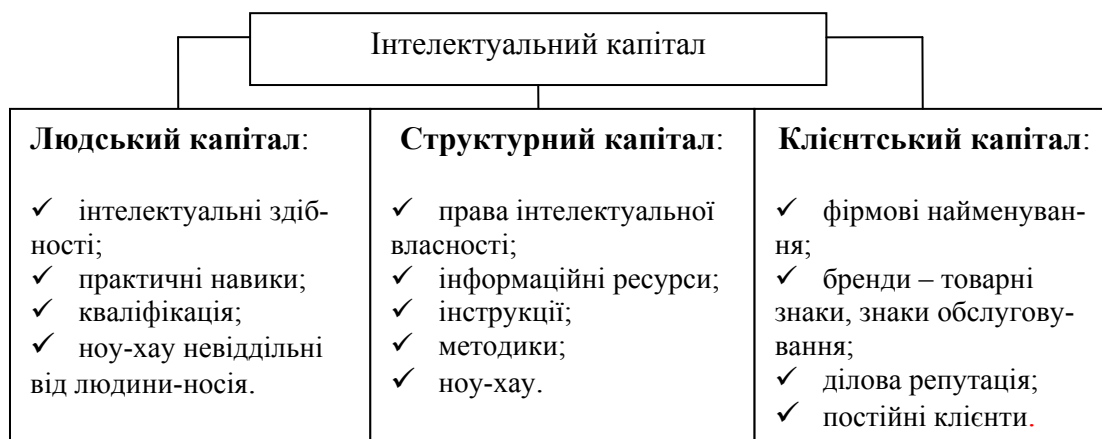 Інтелектуальний капітал
Людський капітал:
✓ інтелектуальні здіб-
ності;
✓ практичні навики;
✓ кваліфікація;
✓ ноу-хау невіддільні
від людини-носія.
Структурний капітал:
✓ права інтелектуальної
власності;
✓ інформаційні ресурси;
✓ інструкції;
✓ методики;
✓ ноу-хау.
Клієнтський капітал:
✓ фірмові найменуван-
ня;
✓ бренди – товарні
знаки, знаки обслугову-
вання;
✓ ділова репутація;
✓ постійні клієнти.